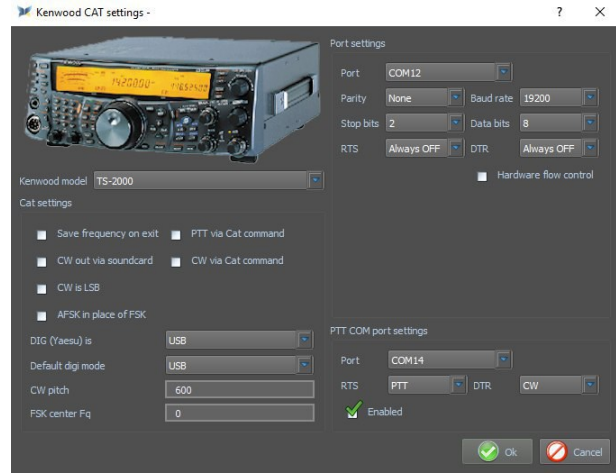 Kenwood CAT settings -
? X
Port settings
Port COM12
Parity None Baud rate 19200
Stop bits 2 Data bits 8
RTS Always OFF DTR Always OFF
Hardware flow control
Kenwood model TS-2000
Cat settings
Save frequency on exit PTT via Cat command
CW out via soundcard CW via Cat command
CW is LSB
AFSK in place of FSK
DIG (Yaesu) is USB
Default digi mode USB
CW pitch 600
FSK center Fq 0
PTT COM port settings
Port COM14
RTS PTT DTR CW
Enabled
Ok Cancel